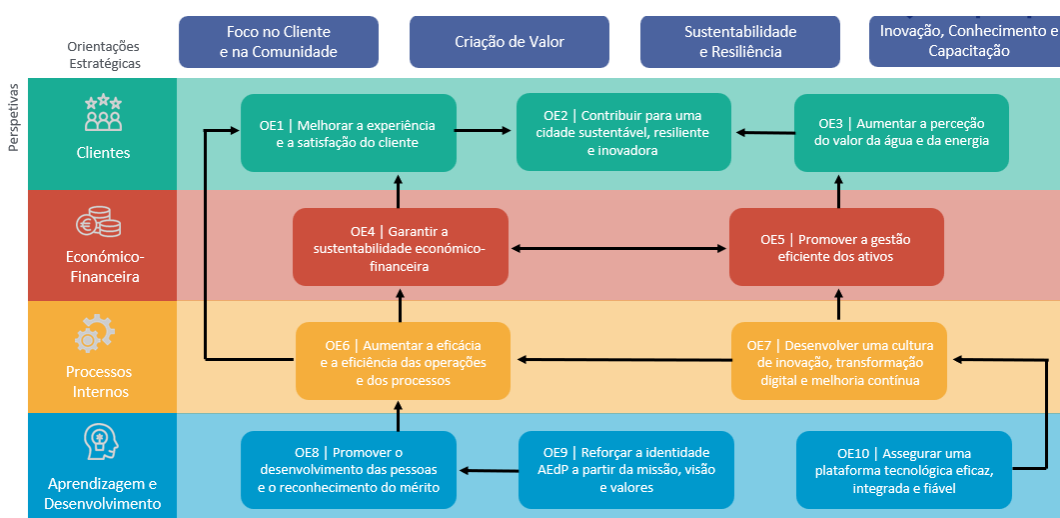 Orientações
Estratégicas
Foco no Cliente
e na Comunidade
Criação de Valor
Sustentabilidade
e Resiliência
Inovação, Conhecimento e
Capacitação
Perspetivas
Clientes
OE1 | Melhorar a experiência
e a satisfação do cliente
OE2 | Contribuir para uma
cidade sustentável, resiliente
e inovadora
OE3 | Aumentar a perceção
do valor da água e da energia
Económico-
Financeira
OE4 | Garantir a
sustentabilidade económico-
financeira
OE5 | Promover a gestão
eficiente dos ativos
Processos
Internos
OE6 | Aumentar a eficácia
e a eficiência das operações
e dos processos
OE7 | Desenvolver uma cultura
de inovação, transformação
digital e melhoria contínua
Aprendizagem e
Desenvolvimento
OE8 | Promover o
desenvolvimento das pessoas
e o reconhecimento do mérito
OE9 | Reforçar a identidade
AEdP a partir da missão, visão
e valores
OE10 | Assegurar uma
plataforma tecnológica eficaz,
integrada e fiável